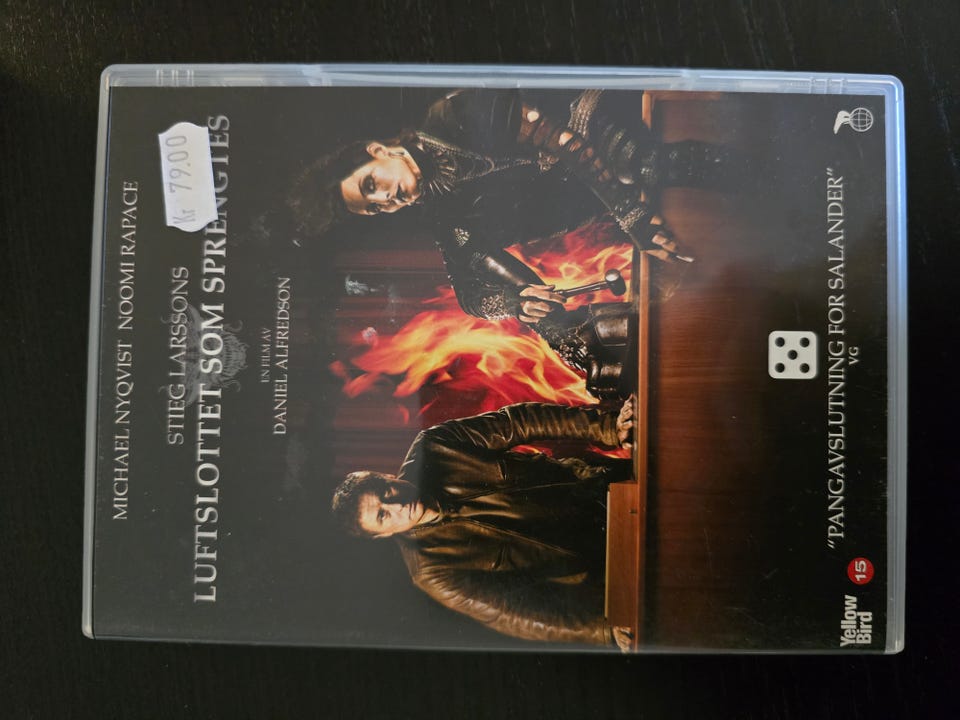 MICHAEL NYQVIST NOOMI RAPACE
Kr 79.00
STIEG LARSSONS
LUFTSLOTTET SOM SPRENGTES
EN FILM AV
DANIEL ALFREDSON
"PANGAVSLUTNING FOR SALANDER"
VG
Yellow
Bird
15